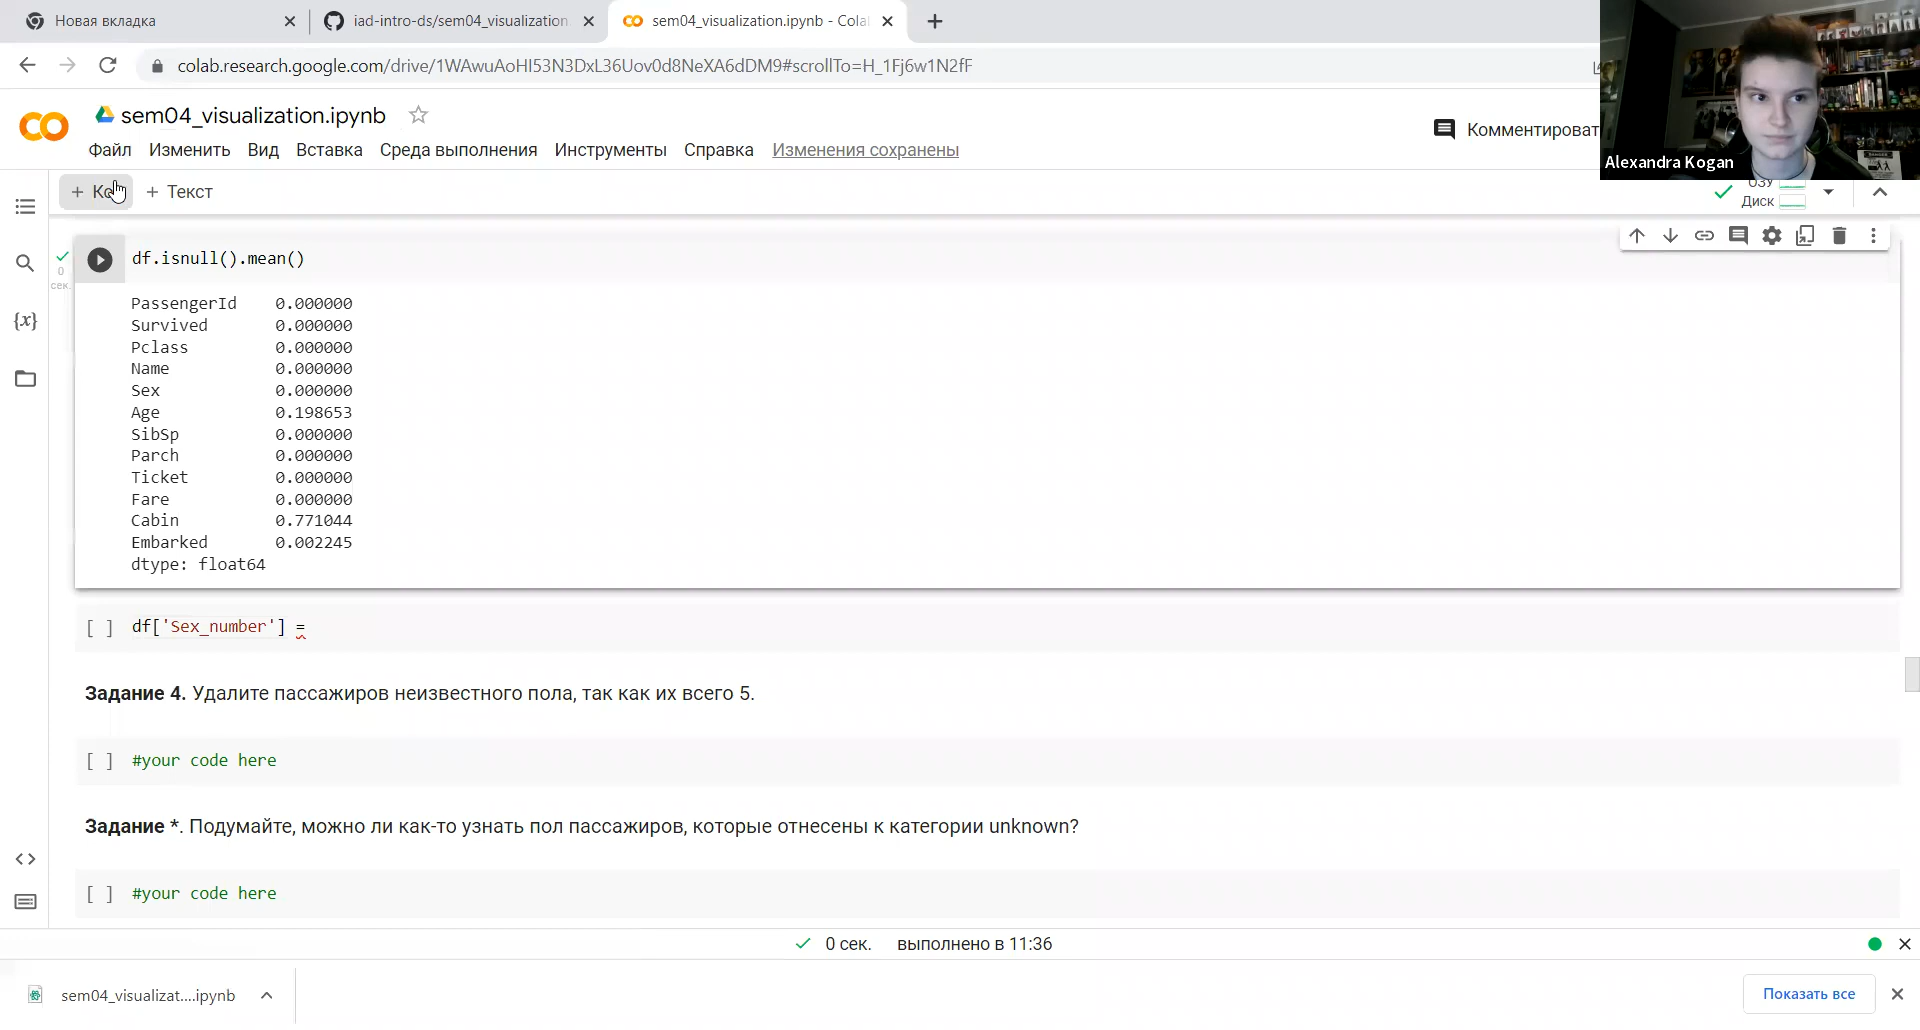 Новая вкладка
iad-intro-ds/sem04_visualization
sem04_visualization.ipynb - Cola
colab.research.google.com/drive/1WAwuAoHI53N3DxL36Uov0d8NeXA6dDM9#scrollTo=H_1Fj6w1N2fF
sem04_visualization.ipynb
Комментироват
Файл Изменить Вид Вставка Среда выполнения Инструменты Справка Изменения сохранены
Alexandra Kogan
+ Ко + Текст
ОЗУ
Диск
df.isnull().mean()
0
сек.
PassengerId 0.000000
Survived 0.000000
Pclass 0.000000
Name 0.000000
Sex 0.000000
Age 0.198653
SibSp 0.000000
Parch 0.000000
Ticket 0.000000
Fare 0.000000
Cabin 0.771044
Embarked 0.002245
dtype: float64
{x}
[ ] df['Sex_number'] =
Задание 4. Удалите пассажиров неизвестного пола, так как их всего 5.
[ ] #your code here
Задание *. Подумайте, можно ли как-то узнать пол пассажиров, которые отнесены к категории unknown?
[ ] #your code here
0 сек. выполнено в 11:36
sem04_visualizat....ipynb
Показать все